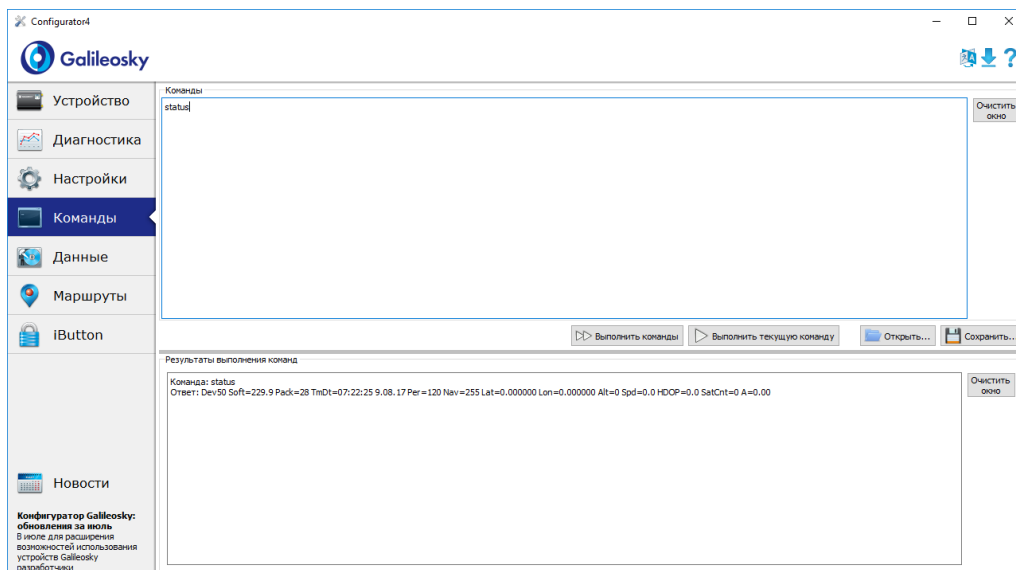 Configurator4
Galileosky
Устройство
Диагностика
Настройки
Команды
Данные
Маршруты
iButton
Новости
Конфигуратор Galileosky:
обновления за июль
В июле для расширения
возможностей использования
устройств Galileosky
разработчики
Команды
status
Очистить
окно
Выполнить команды
Выполнить текущую команду
Открыть...
Сохранить...
Результаты выполнения команд
Команда: status
Ответ: Dev50 Soft=229.9 Pack=28 TmDt=07:22:25 9.08.17 Per=120 Nav=255 Lat=0.000000 Lon=0.000000 Alt=0 Spd=0.0 HDOP=0.0 SatCnt=0 A=0.00
Очистить
окно